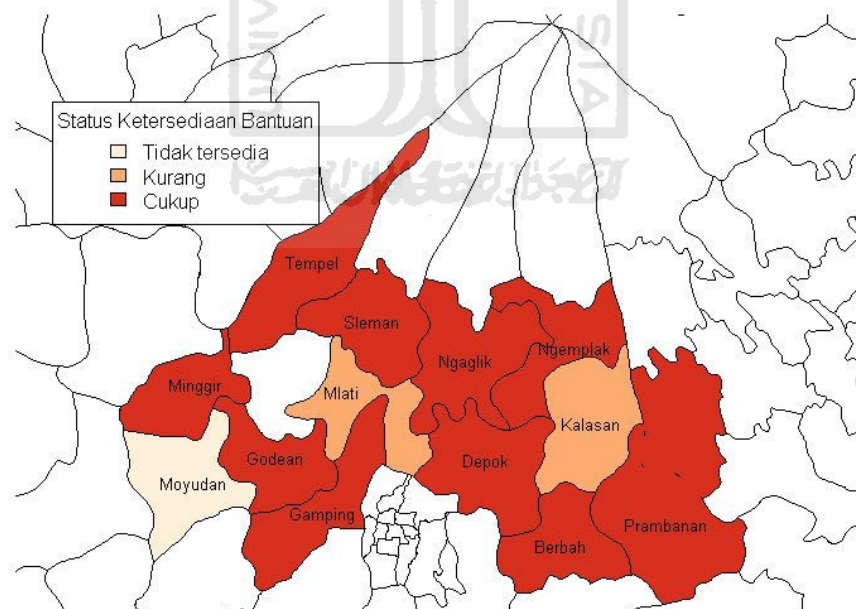 Status Ketersediaan Bantuan
Tidak tersedia
Kurang
Cukup
Tempel
Sleman
Ngaglik
Ngemplak
Minggir
Mlati
Kalasan
Godean
Depok
Moyudan
Gamping
Prambanan
Berbah